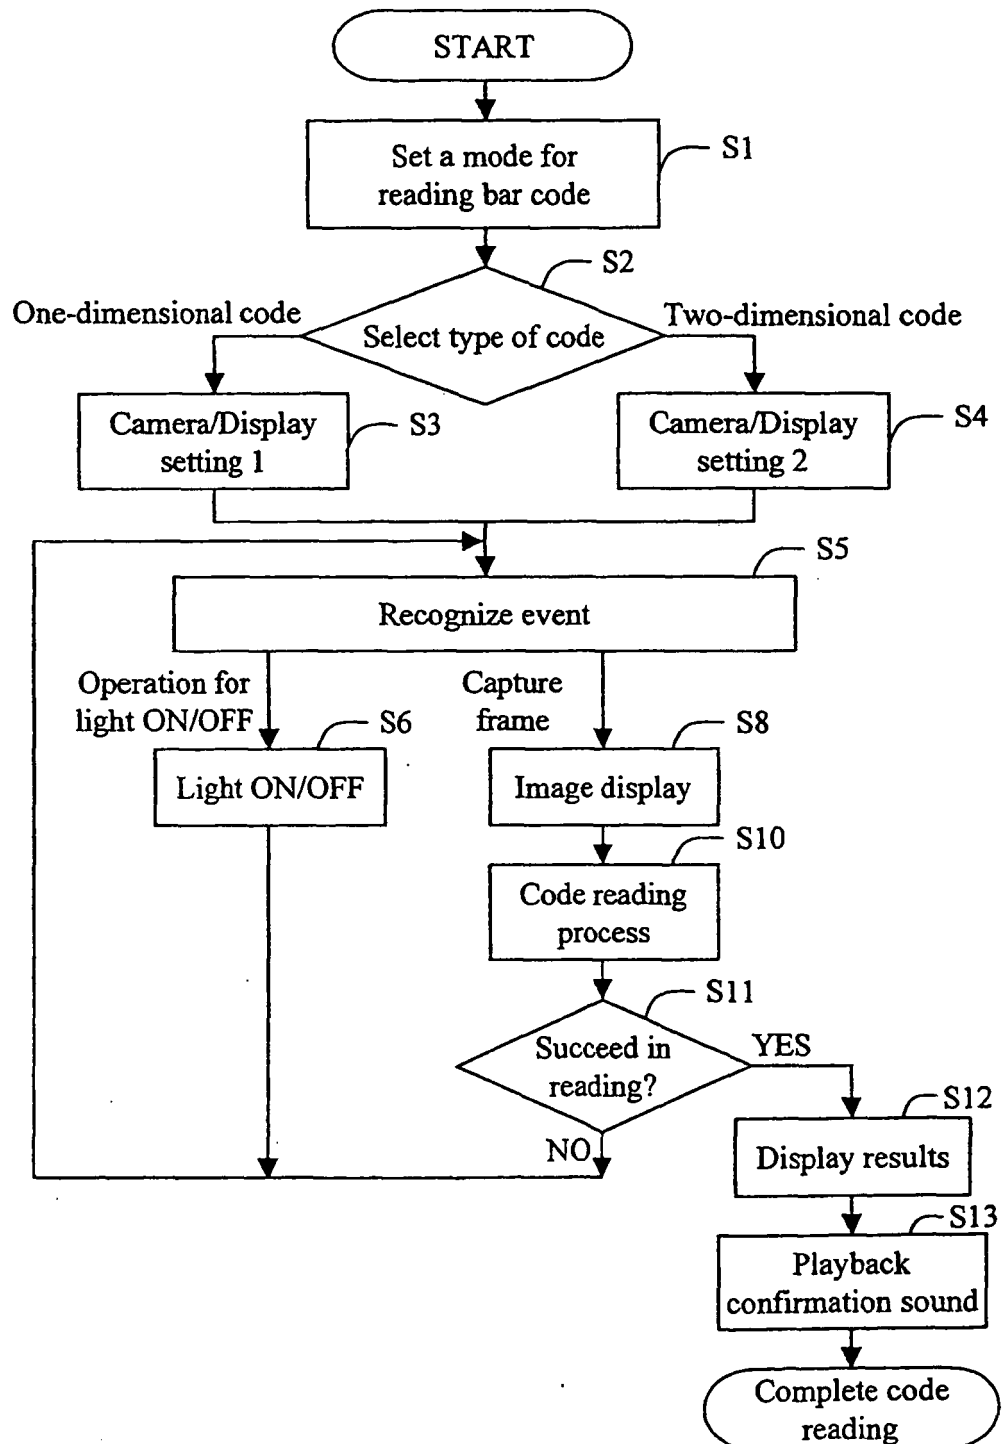 START
Set a mode for
reading bar code
S1
S2
One-dimensional code
Select type of code
Two-dimensional code
Camera/Display
setting 1
S3
Camera/Display
setting 2
S4
S5
Recognize event
Operation for
light ON/OFF
Capture
frame
S6
Light ON/OFF
S8
Image display
S10
Code reading
process
S11
Succeed in
reading?
YES
NO
S12
Display results
S13
Playback
confirmation sound
Complete code
reading